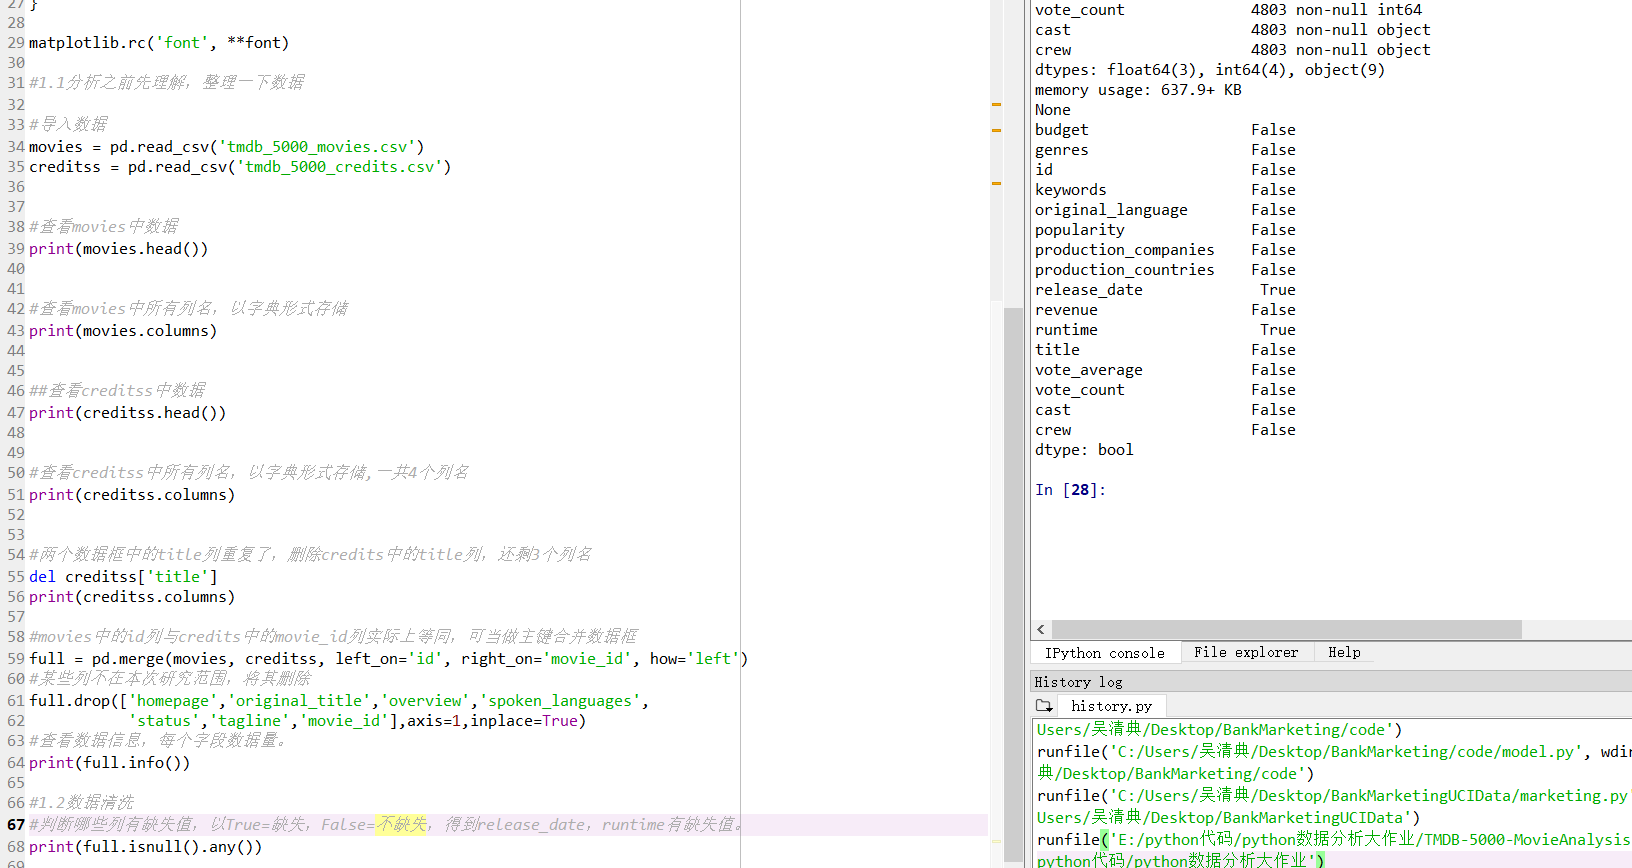 27 }
28
29 matplotlib.rc('font', **font)
30
31 #1.1分析之前先理解，整理一下数据
32
33 #导入数据
34 movies = pd.read_csv('tmdb_5000_movies.csv')
35 creditss = pd.read_csv('tmdb_5000_credits.csv')
36
37
38 #查看movies中数据
39 print(movies.head())
40
41
42 #查看movies中所有列名，以字典形式存储
43 print(movies.columns)
44
45
46 ##查看creditss中数据
47 print(creditss.head())
48
49
50 #查看creditss中所有列名，以字典形式存储,一共4个列名
51 print(creditss.columns)
52
53
54 #两个数据框中的title列重复了，删除credits中的title列，还剩3个列名
55 del creditss['title']
56 print(creditss.columns)
57
58 #movies中的id列与credits中的movie_id列实际上等同，可当做主键合并数据框
59 full = pd.merge(movies, creditss, left_on='id', right_on='movie_id', how='left')
60 #某些列不在本次研究范围，将其删除
61 full.drop(['homepage','original_title','overview','spoken_languages',
62 'status','tagline','movie_id'],axis=1,inplace=True)
63 #查看数据信息，每个字段数据量。
64 print(full.info())
65
66 #1.2数据清洗
67 #判断哪些列有缺失值，以True=缺失，False=不缺失，得到release_date，runtime有缺失值。
68 print(full.isnull().any())
69
vote_count 4803 non-null int64
cast 4803 non-null object
crew 4803 non-null object
dtypes: float64(3), int64(4), object(9)
memory usage: 637.9+ KB
None
budget False
genres False
id False
keywords False
original_language False
popularity False
production_companies False
production_countries False
release_date True
revenue False
runtime True
title False
vote_average False
vote_count False
cast False
crew False
dtype: bool
In [28]:
IPython console File explorer Help
History log
history.py
Users/吴清典/Desktop/BankMarketing/code')
runfile('C:/Users/吴清典/Desktop/BankMarketing/code/model.py', wdir
典/Desktop/BankMarketing/code')
runfile('C:/Users/吴清典/Desktop/BankMarketingUCIData/marketing.py'
Users/吴清典/Desktop/BankMarketingUCIData')
runfile('E:/python代码/python数据分析大作业/TMDB-5000-MovieAnalysis
python代码/python数据分析大作业')